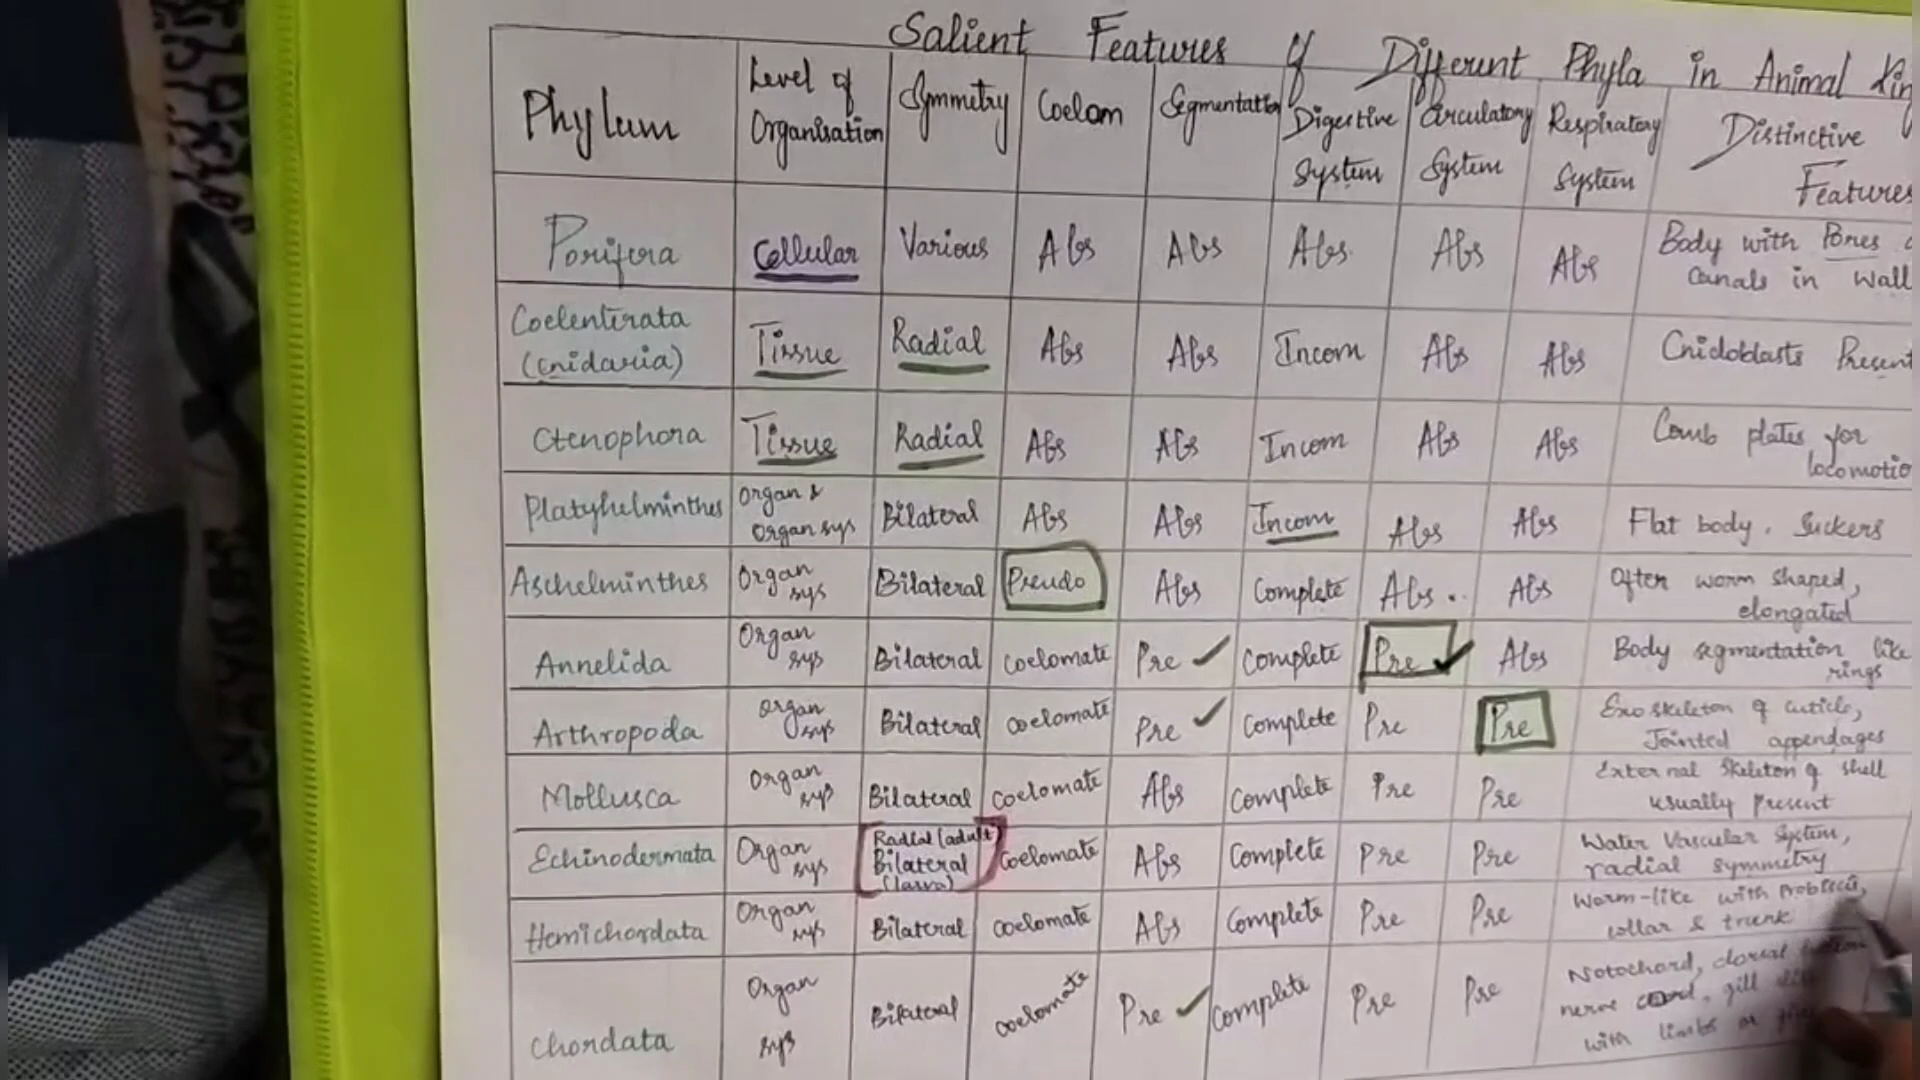 Salient Features of Different Phyla in Animal
Phylum
Level of
Organisation
Symmetry
Coelom
Segmentation
Digestive
System
Circulatory
System
Respiratory
System
Distinctive
Features
Porifera
Cellular
Various
Abs
Abs
Abs.
Abs
Abs
Body with Pores
canals in Wall
Coelenterata
(cnidaria)
Tissue
Radial
Abs
Abs
Incom
Abs
Abs
Cnidoblasts Present
Ctenophora
Tissue
Radial
Abs
Abs
Incom
Abs
Abs
Comb plates for
locomotio
Platyhelminthes
Organ &
organ sys
Bilateral
Abs
Abs
Incom
Abs
Abs
Flat body. Suckers
Aschelminthes
Organ
sys
Bilateral
Pseudo
Abs
Complete
Abs.
Abs
Often worm shaped,
elongated
Annelida
Organ
sys
Bilateral
Coelomate
Pre ✓
Complete
Pre ✓
Abs
Body segmentation like
rings
Arthropoda
Organ
sys
Bilateral
Coelomate
Pre ✓
Complete
Pre
Pre
Exoskeleton of cuticle,
Jointed appendages
Mollusca
Organ
sys
Bilateral
Coelomate
Abs
Complete
Pre
Pre
External Skeleton of shell
usually present
Echinodermata
Organ
sys
Radial (adult)
Bilateral
(larva)
Coelomate
Abs
Complete
Pre
Pre
Water Vascular System,
radial symmetry
Hemichordata
Organ
sys
Bilateral
Coelomate
Abs
Complete
Pre
Pre
Worm-like with Proboscis,
collar & trunk
chordata
Organ
sys
Bilateral
Coelomate
Pre ✓
Complete
Pre
Pre
Notochord, dorsal
nerve cord, gill
with limbs or